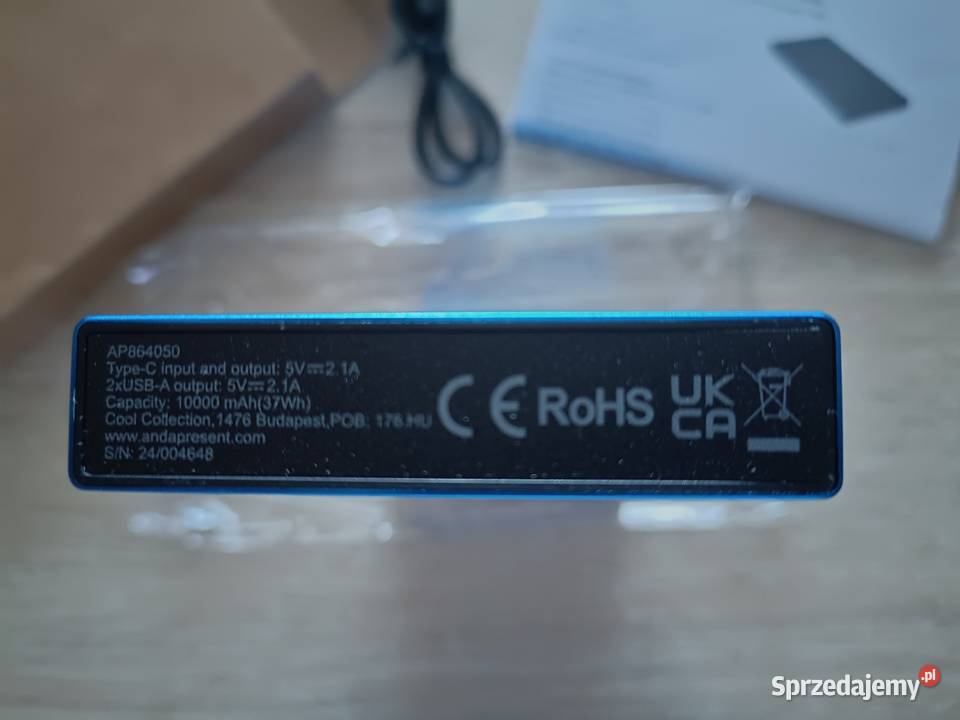 AP864050
Type-C input and output: 5V⎓2.1A
2xUSB-A output: 5V⎓2.1A
Capacity: 10000 mAh(37Wh)
Cool Collection,1476 Budapest,POB: 176.HU
www.andapresent.com
S/N: 24/004648
CE RoHS UK
CA
Sprzedajemy.pl